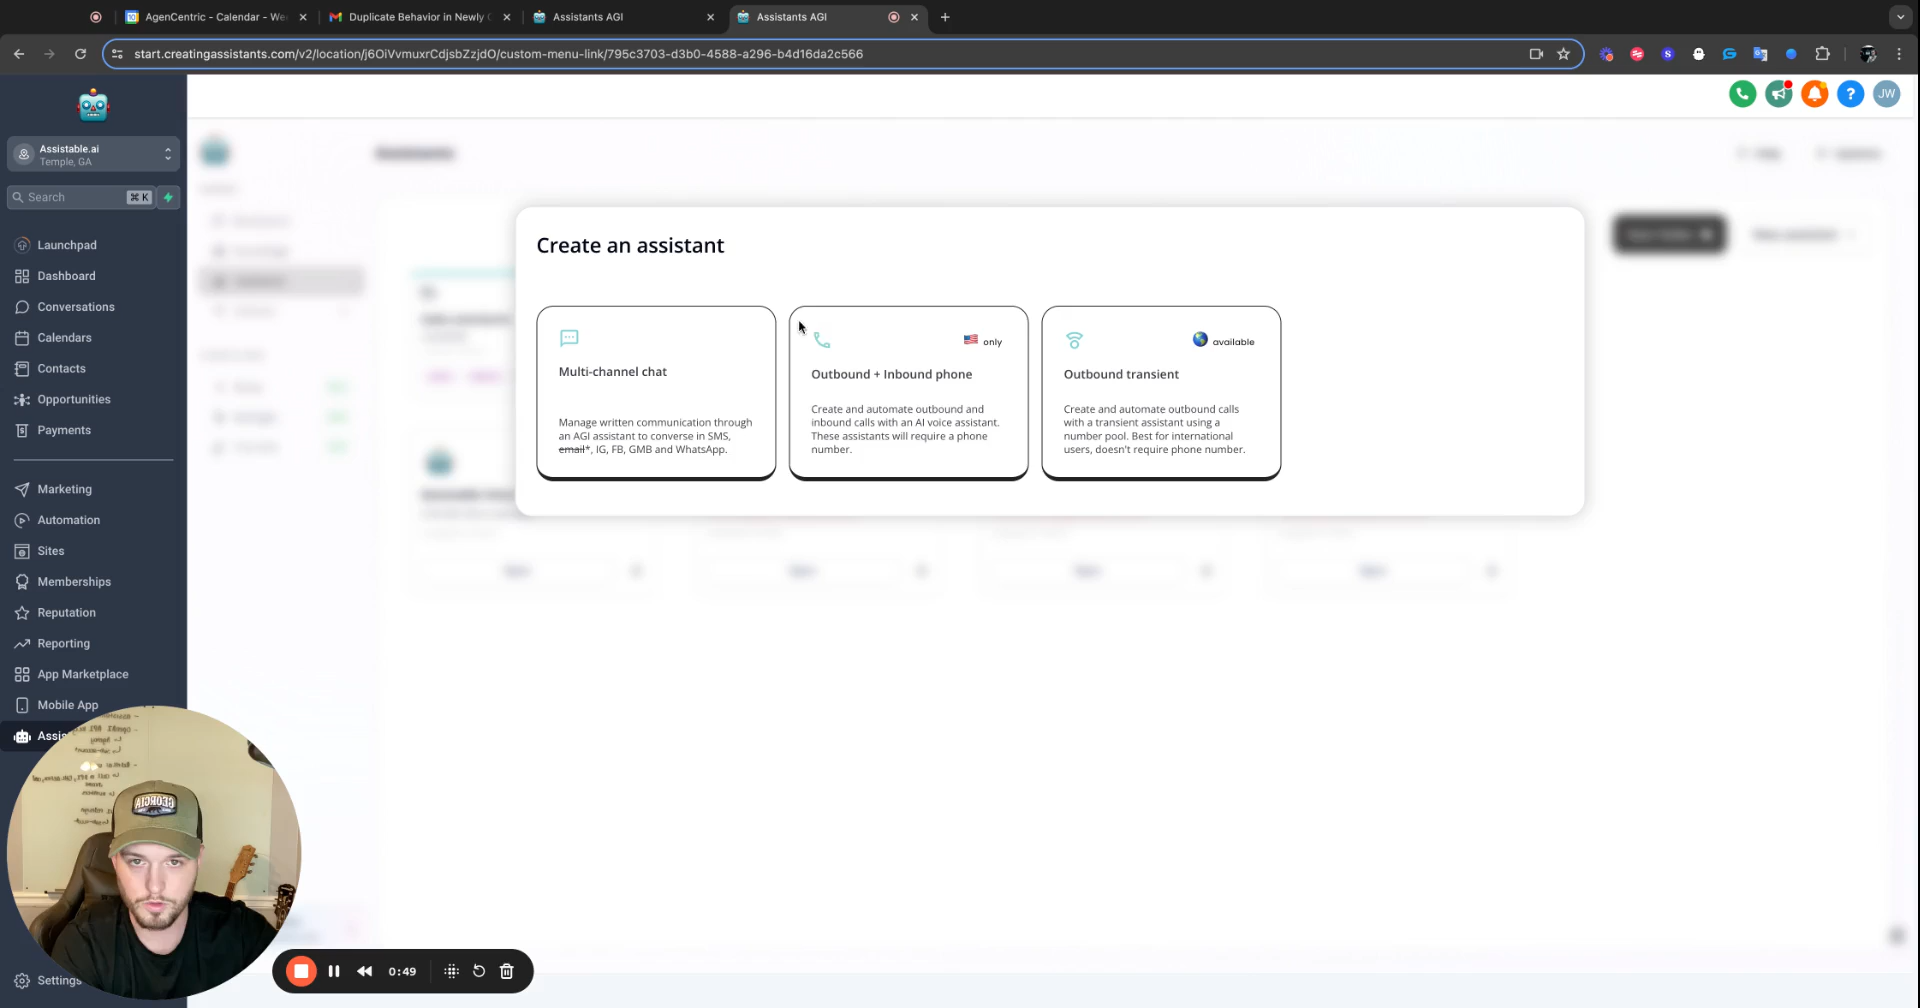 AgenCentric - Calendar - We
Duplicate Behavior in Newly C
Assistants AGI
Assistants AGI
start.creatingassistants.com/v2/location/j6OiVvmuxrCdjsbZzjdO/custom-menu-link/795c3703-d3b0-4588-a296-b4d16da2c566
JW
Assistable.ai
Temple, GA
Search
⌘ K
Launchpad
Dashboard
Conversations
Calendars
Contacts
Opportunities
Payments
Marketing
Automation
Sites
Memberships
Reputation
Reporting
App Marketplace
Mobile App
Assis
Settings
Assistants
Create an assistant
Multi-channel chat
Manage written communication through
an AGI assistant to converse in SMS,
email*, IG, FB, GMB and WhatsApp.
only
Outbound + Inbound phone
Create and automate outbound and
inbound calls with an AI voice assistant.
These assistants will require a phone
number.
available
Outbound transient
Create and automate outbound calls
with a transient assistant using a
number pool. Best for international
users, doesn't require phone number.
GEORGIA
0:49